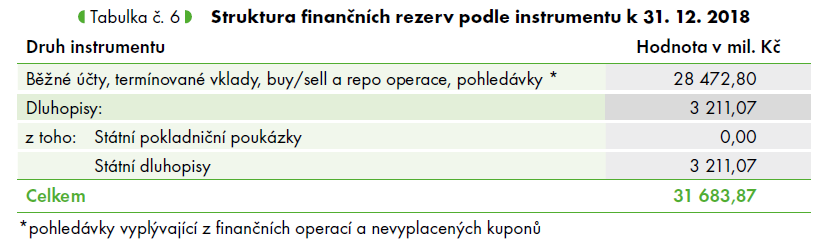 Tabulka č. 6 Struktura finančních rezerv podle instrumentu k 31. 12. 2018
Druh instrumentu Hodnota v mil. Kč
Běžné účty, termínované vklady, buy/sell a repo operace, pohledávky * 28 472,80
Dluhopisy: 3 211,07
z toho: Státní pokladniční poukázky 0,00
Státní dluhopisy 3 211,07
Celkem 31 683,87
*pohledávky vyplývající z finančních operací a nevyplacených kuponů